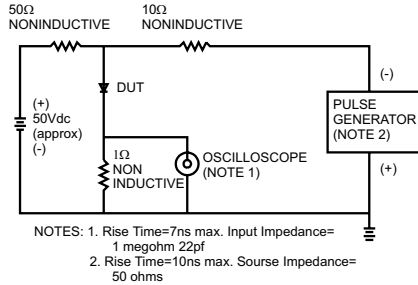 50Ω
NONINDUCTIVE
10Ω
NONINDUCTIVE
(+)
50Vdc
(approx)
(-)
DUT
1Ω
NON
INDUCTIVE
OSCILLOSCOPE
(NOTE 1)
(-)
PULSE
GENERATOR
(NOTE 2)
(+)
NOTES: 1. Rise Time=7ns max. Input Impedance=
1 megohm 22pf
2. Rise Time=10ns max. Sourse Impedance=
50 ohms